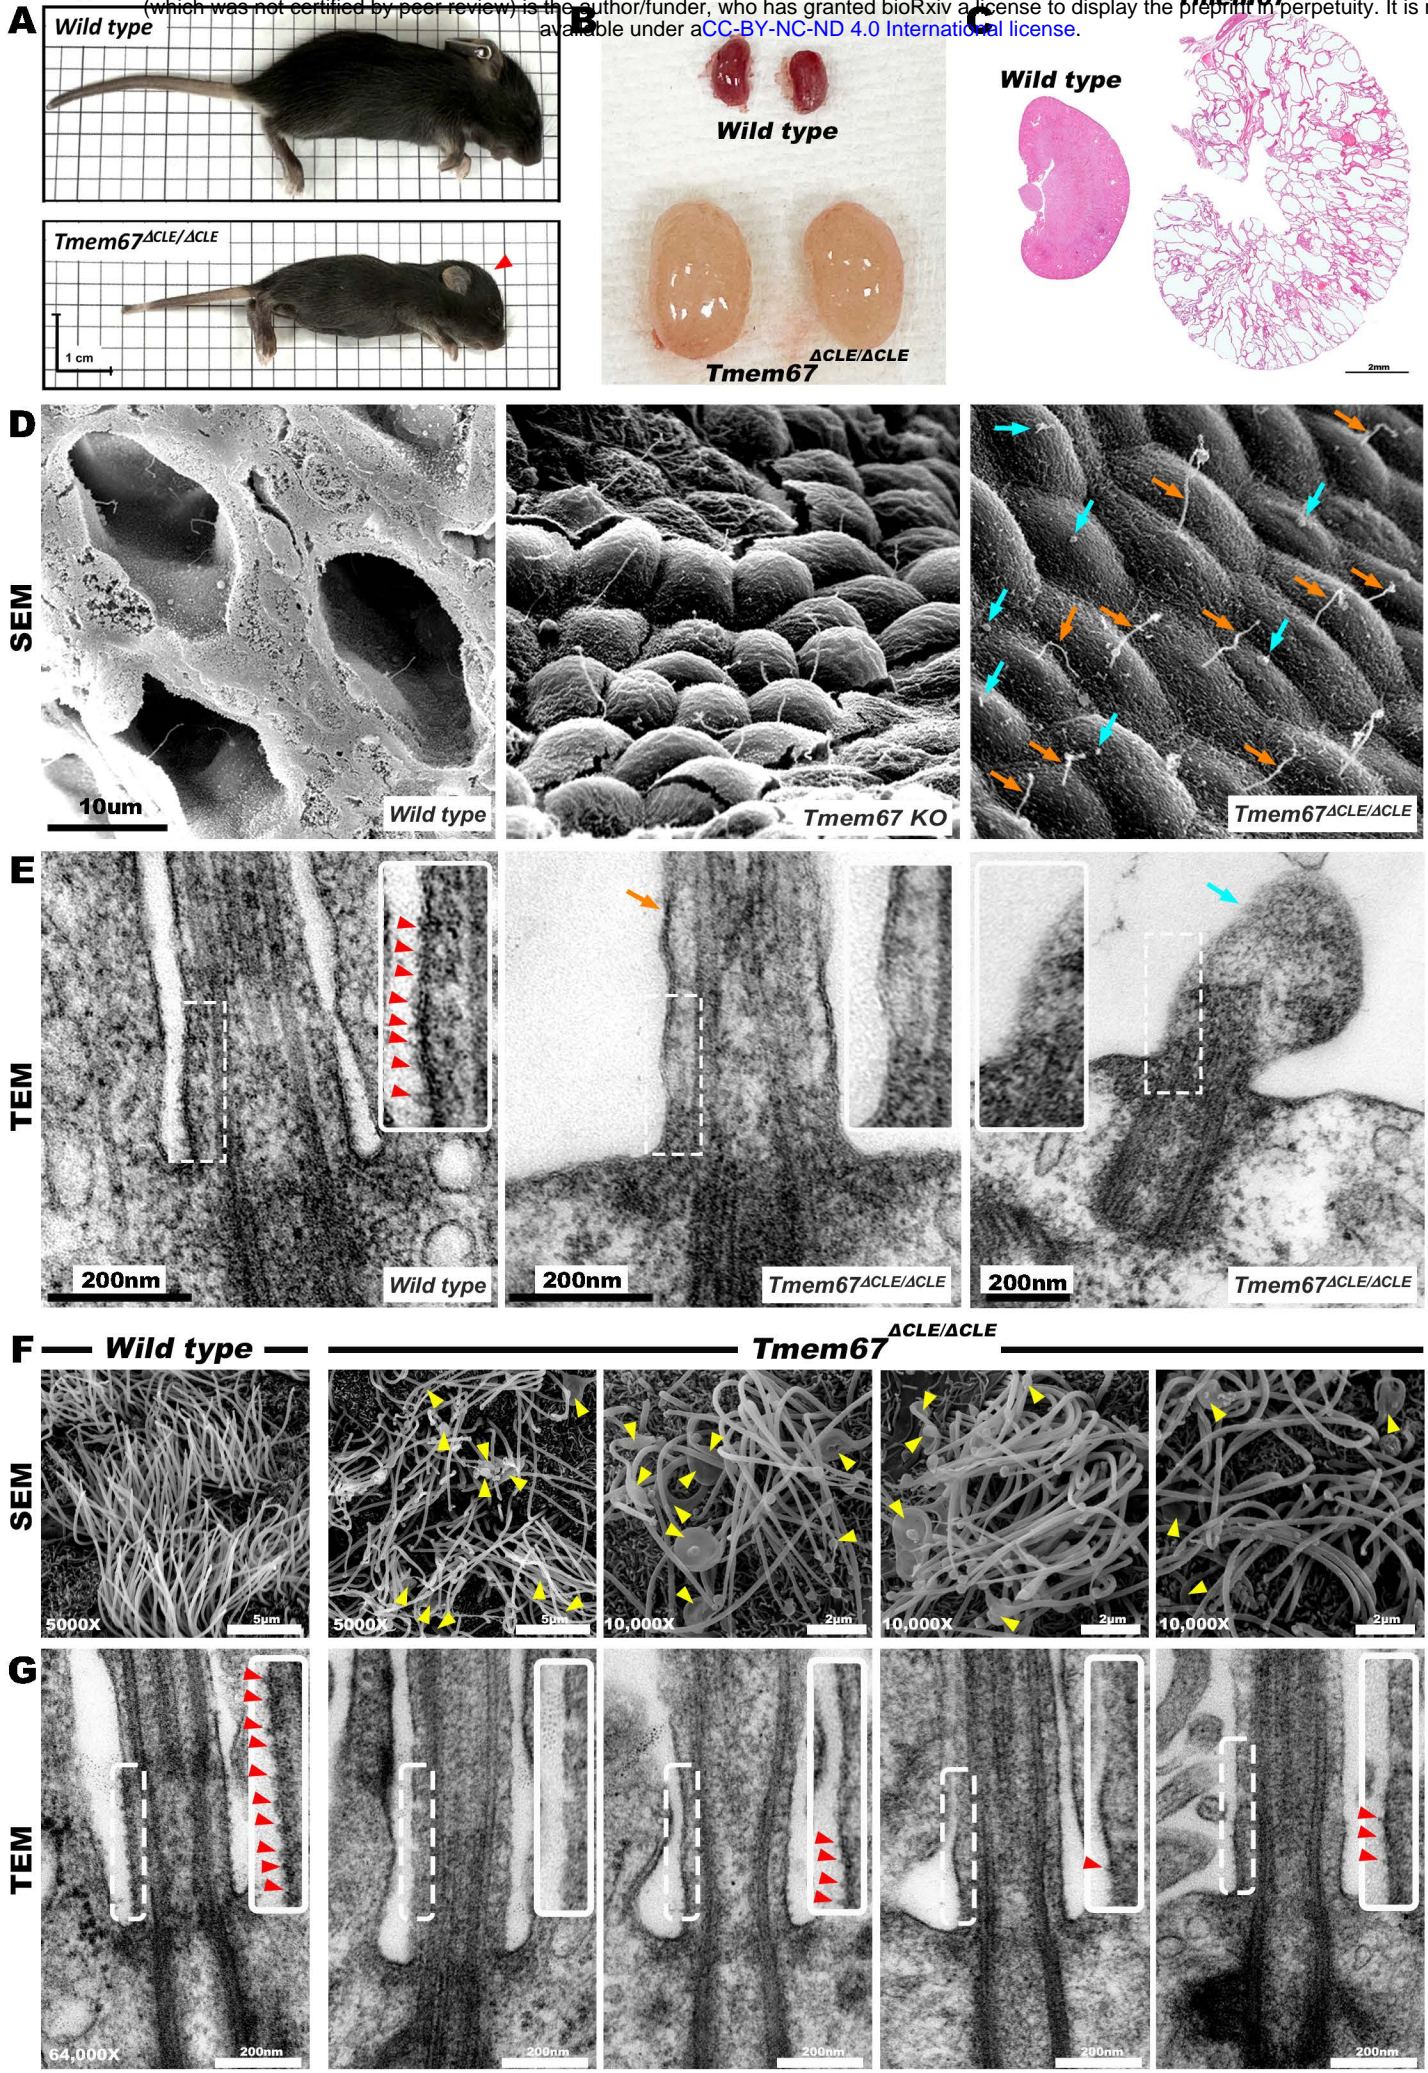 (which was not certified by peer review) is the author/funder, who has granted bioRxiv a license to display the preprint in perpetuity. It is
available under aCC-BY-NC-ND 4.0 International license.
A
Wild type
Tmem67ΔCLE/ΔCLE
1 cm
B
Wild type
Tmem67ΔCLE/ΔCLE
C
Wild type
2mm
D
SEM
10um
Wild type
Tmem67 KO
Tmem67ΔCLE/ΔCLE
E
TEM
200nm
Wild type
200nm
Tmem67ΔCLE/ΔCLE
200nm
Tmem67ΔCLE/ΔCLE
F
Wild type
Tmem67ΔCLE/ΔCLE
SEM
5000X
5μm
5000X
5μm
10,000X
2μm
10,000X
2μm
10,000X
2μm
G
TEM
64,000X
200nm
200nm
200nm
200nm
200nm